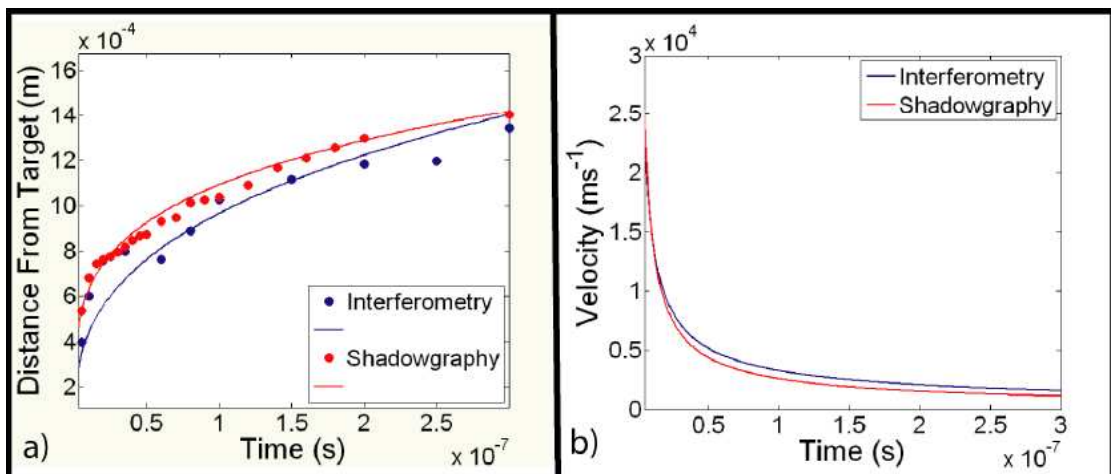 × 10⁻⁴
16
14
12
10
8
6
4
2
Distance From Target (m)
Interferometry
Shadowgraphy
0.5 1 1.5 2 2.5
Time (s)
× 10⁻⁷
a)
3 × 10⁴
2.5
2
1.5
1
0.5
0
Velocity (ms⁻¹)
Interferometry
Shadowgraphy
0.5 1 1.5 2 2.5 3
Time (s)
× 10⁻⁷
b)